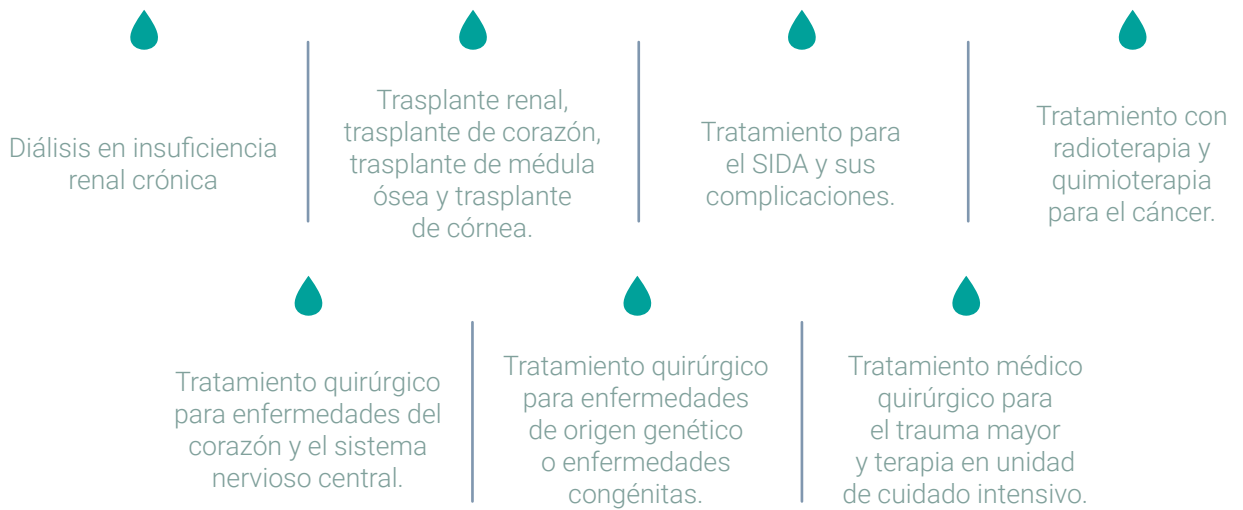 Diálisis en insuficiencia
renal crónica
Trasplante renal,
trasplante de corazón,
trasplante de médula
ósea y trasplante
de córnea.
Tratamiento para
el SIDA y sus
complicaciones.
Tratamiento con
radioterapia y
quimioterapia
para el cáncer.
Tratamiento quirúrgico
para enfermedades del
corazón y el sistema
nervioso central.
Tratamiento quirúrgico
para enfermedades
de origen genético
o enfermedades
congénitas.
Tratamiento médico
quirúrgico para
el trauma mayor
y terapia en unidad
de cuidado intensivo.